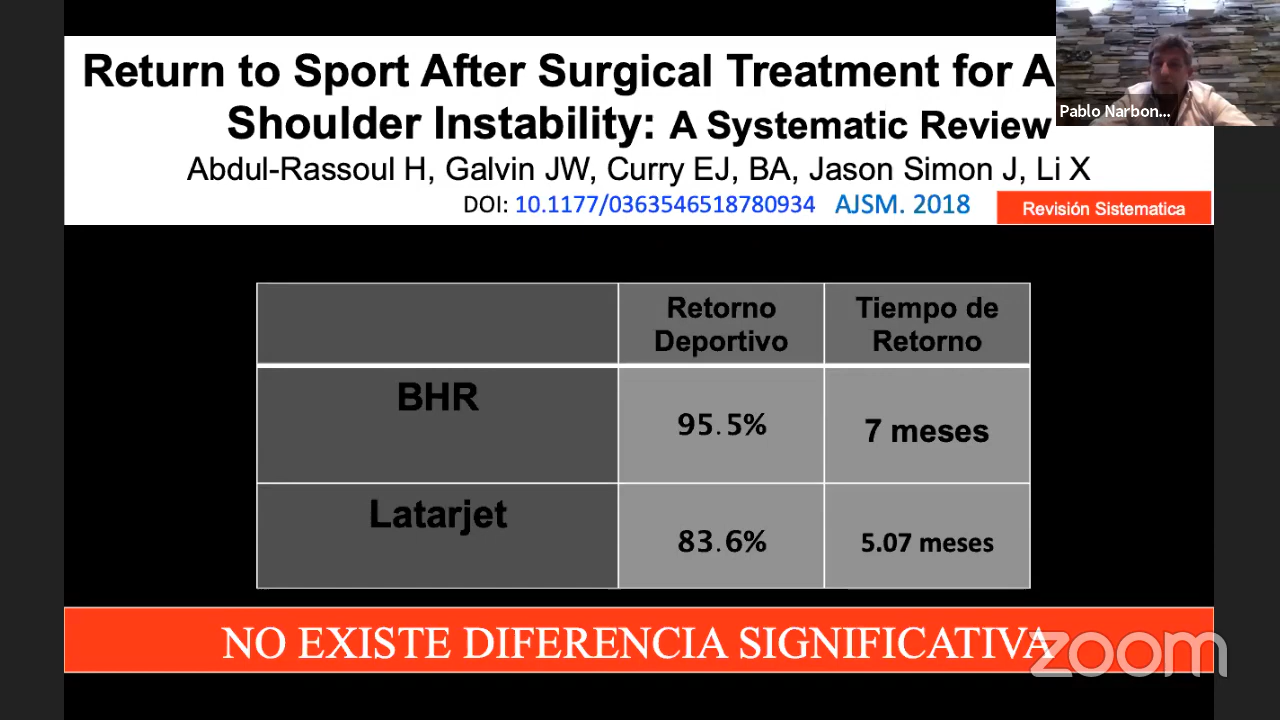 Return to Sport After Surgical Treatment for A
Shoulder Instability: A Systematic Review
Abdul-Rassoul H, Galvin JW, Curry EJ, BA, Jason Simon J, Li X
DOI: 10.1177/0363546518780934 AJSM. 2018
Revisión Sistematica
Pablo Narbon...
Retorno
Deportivo
Tiempo de
Retorno
BHR
95.5%
7 meses
Latarjet
83.6%
5.07 meses
NO EXISTE DIFERENCIA SIGNIFICATIVA
zoom